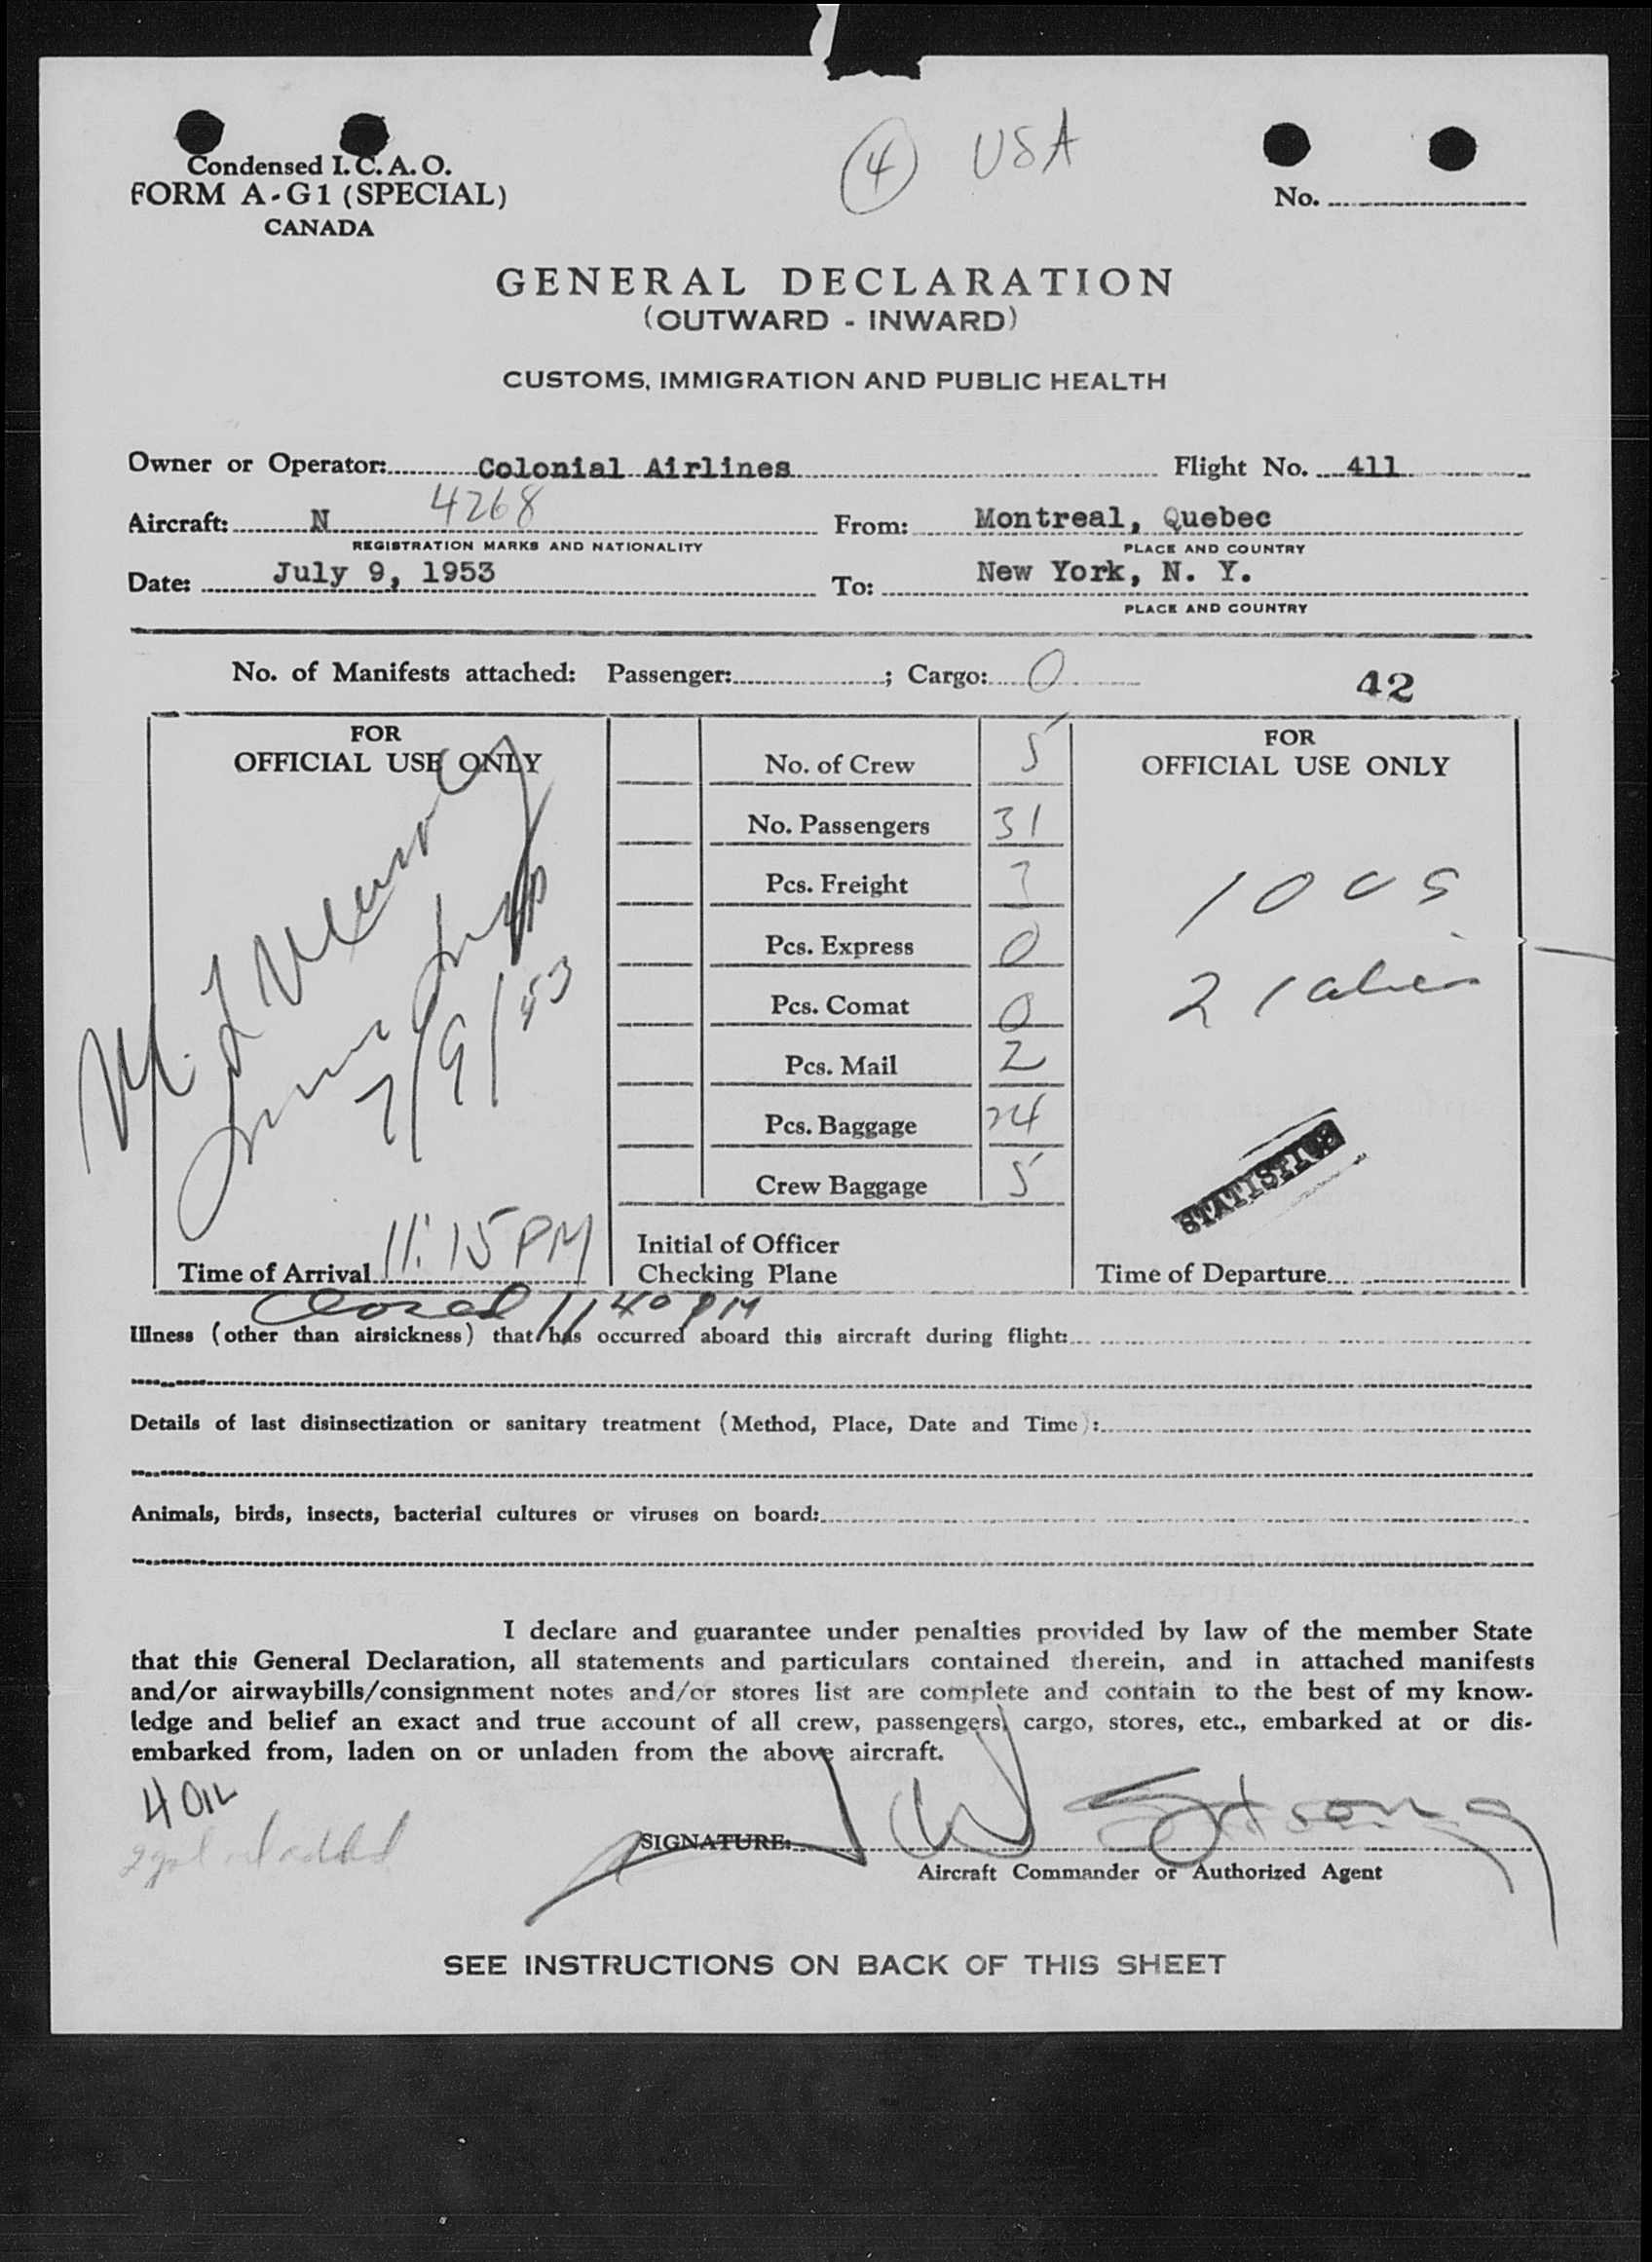 Condensed I. C. A. O.
FORM A-G1 (SPECIAL)
CANADA
4 USA
No.
GENERAL DECLARATION
(OUTWARD - INWARD)
CUSTOMS, IMMIGRATION AND PUBLIC HEALTH
Owner or Operator: Colonial Airlines Flight No. 411
Aircraft: N 4268 From: Montreal, Quebec
REGISTRATION MARKS AND NATIONALITY PLACE AND COUNTRY
Date: July 9, 1953 To: New York, N. Y.
PLACE AND COUNTRY
No. of Manifests attached: Passenger: ; Cargo: 0 42
FOR
OFFICIAL USE ONLY
7/9/53
Time of Arrival 11:15 PM
No. of Crew 5
No. Passengers 31
Pcs. Freight 3
Pcs. Express 0
Pcs. Comat 0
Pcs. Mail 2
Pcs. Baggage 24
Crew Baggage 5
Initial of Officer
Checking Plane
FOR
OFFICIAL USE ONLY
10 US
21 alien
STATISTICS
Time of Departure
Closed 11 40 PM
Illness (other than airsickness) that has occurred aboard this aircraft during flight:
Details of last disinsectization or sanitary treatment (Method, Place, Date and Time):
Animals, birds, insects, bacterial cultures or viruses on board:
I declare and guarantee under penalties provided by law of the member State
that this General Declaration, all statements and particulars contained therein, and in attached manifests
and/or airwaybills/consignment notes and/or stores list are complete and contain to the best of my know-
ledge and belief an exact and true account of all crew, passengers, cargo, stores, etc., embarked at or dis-
embarked from, laden on or unladen from the above aircraft.
4 OIL
SIGNATURE: J W Strong
Aircraft Commander or Authorized Agent
SEE INSTRUCTIONS ON BACK OF THIS SHEET